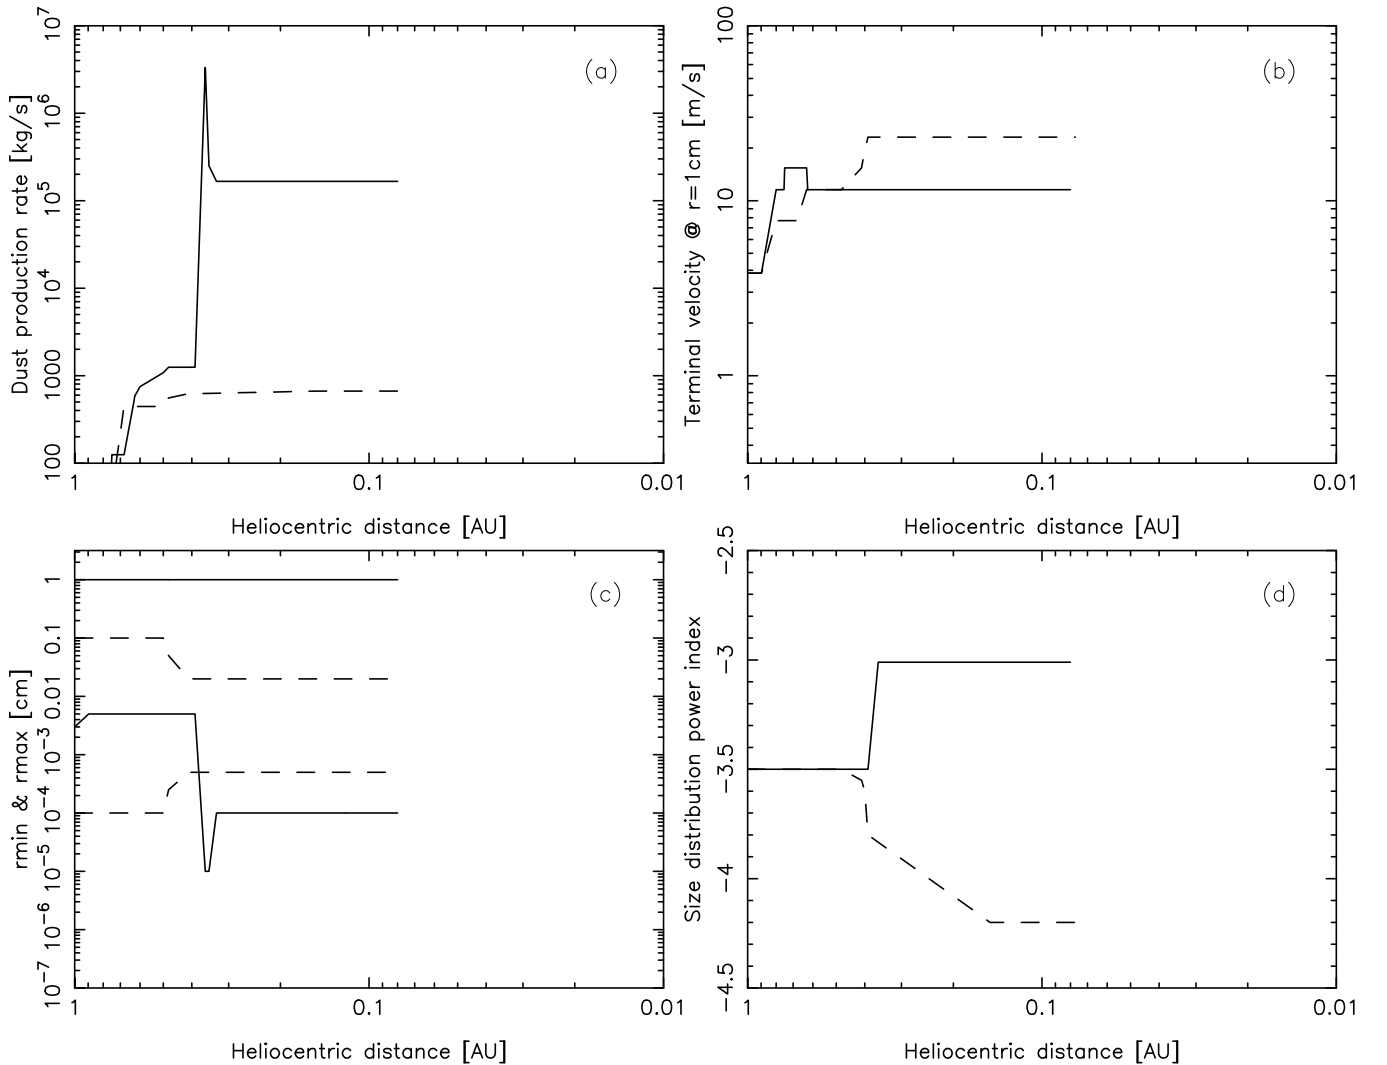 (a)
Dust production rate [kg/s]
10^7
10^6
10^5
10^4
1000
100
1
0.1
0.01
Heliocentric distance [AU]
(b)
Terminal velocity @ r=1cm [m/s]
100
10
1
1
0.1
0.01
Heliocentric distance [AU]
(c)
rmin & rmax [cm]
1
0.1
0.01
10^−3
10^−4
10^−5
10^−6
10^−7
1
0.1
0.01
Heliocentric distance [AU]
(d)
Size distribution power index
−2.5
−3
−3.5
−4
−4.5
1
0.1
0.01
Heliocentric distance [AU]